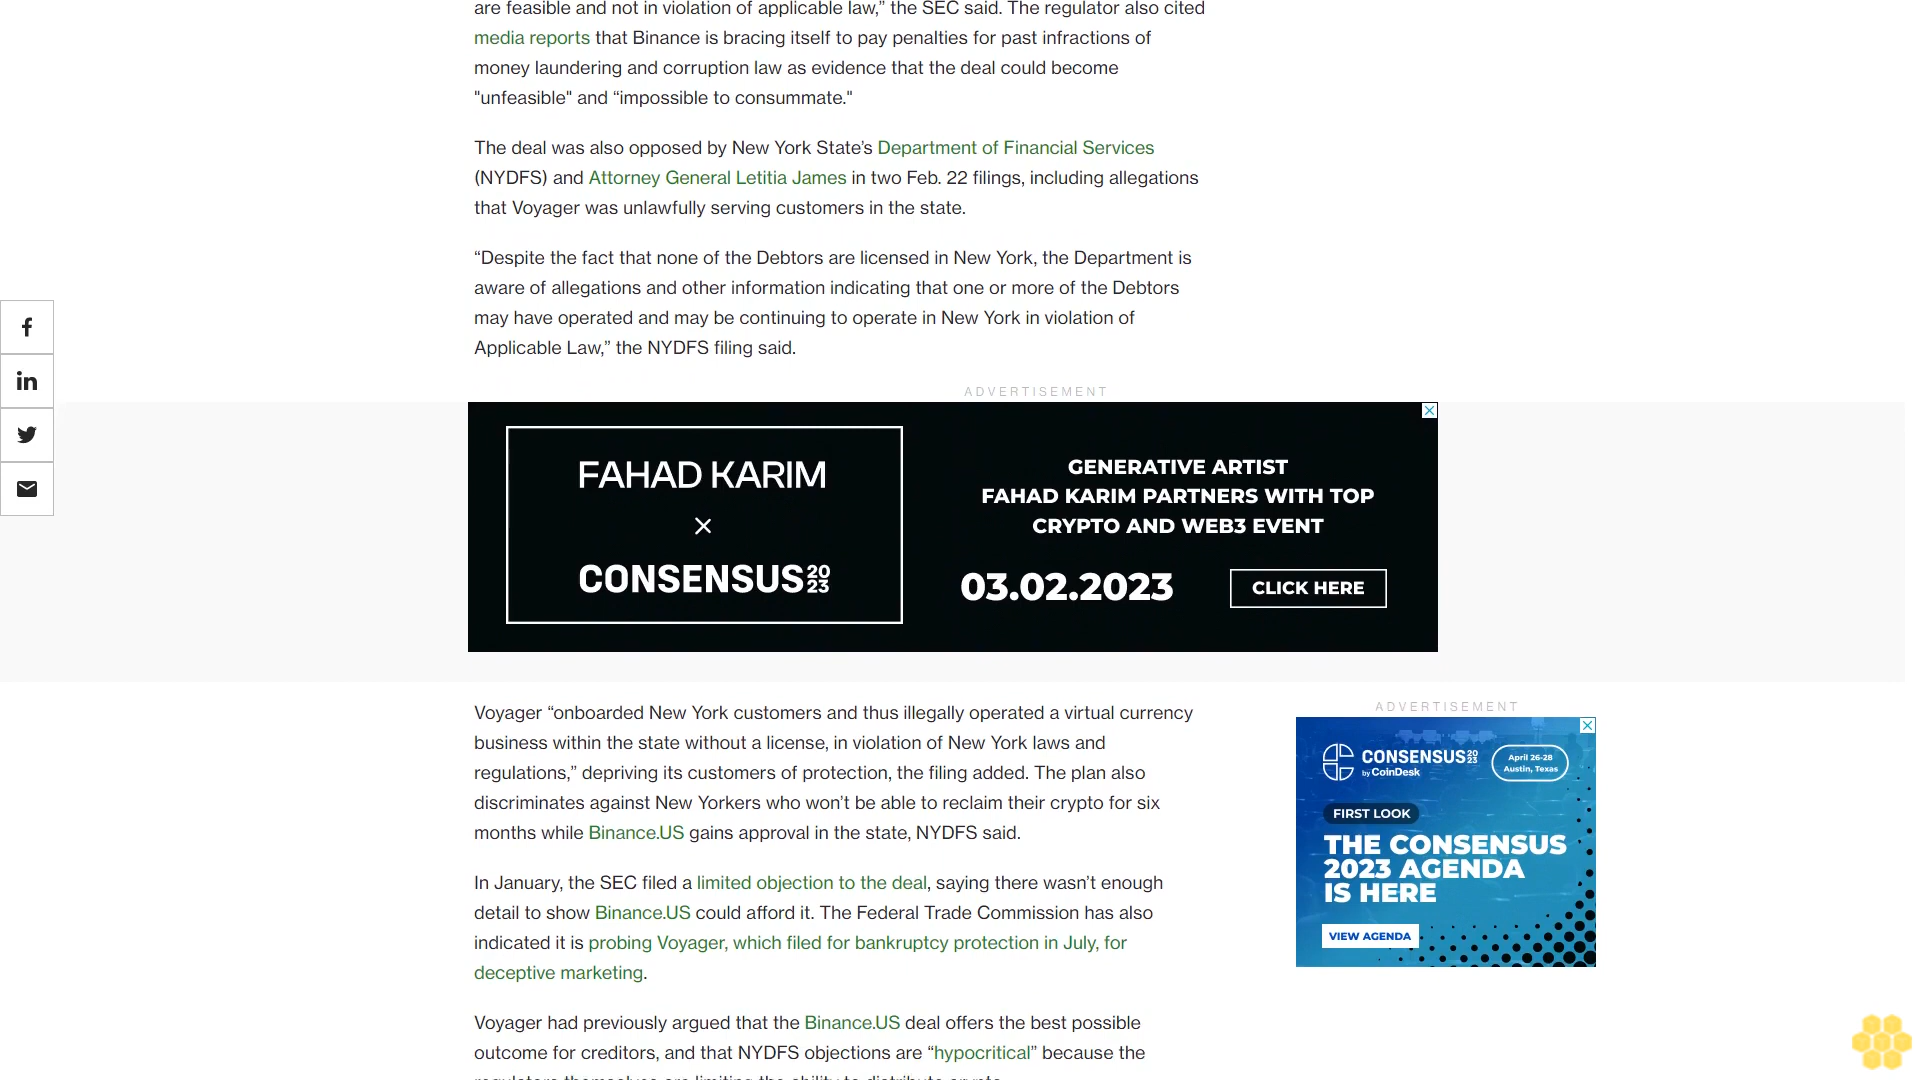 are feasible and not in violation of applicable law,” the SEC said. The regulator also cited
media reports that Binance is bracing itself to pay penalties for past infractions of
money laundering and corruption law as evidence that the deal could become
"unfeasible" and “impossible to consummate."
The deal was also opposed by New York State’s Department of Financial Services
(NYDFS) and Attorney General Letitia James in two Feb. 22 filings, including allegations
that Voyager was unlawfully serving customers in the state.
“Despite the fact that none of the Debtors are licensed in New York, the Department is
aware of allegations and other information indicating that one or more of the Debtors
may have operated and may be continuing to operate in New York in violation of
Applicable Law,” the NYDFS filing said.
ADVERTISEMENT
FAHAD KARIM
×
CONSENSUS 2023
GENERATIVE ARTIST
FAHAD KARIM PARTNERS WITH TOP
CRYPTO AND WEB3 EVENT
03.02.2023
CLICK HERE
Voyager “onboarded New York customers and thus illegally operated a virtual currency
business within the state without a license, in violation of New York laws and
regulations,” depriving its customers of protection, the filing added. The plan also
discriminates against New Yorkers who won’t be able to reclaim their crypto for six
months while Binance.US gains approval in the state, NYDFS said.
In January, the SEC filed a limited objection to the deal, saying there wasn’t enough
detail to show Binance.US could afford it. The Federal Trade Commission has also
indicated it is probing Voyager, which filed for bankruptcy protection in July, for
deceptive marketing.
Voyager had previously argued that the Binance.US deal offers the best possible
outcome for creditors, and that NYDFS objections are “hypocritical” because the
regulators themselves are limiting the ability to distribute crypto.
ADVERTISEMENT
CONSENSUS 2023
by CoinDesk
April 26-28
Austin, Texas
FIRST LOOK
THE CONSENSUS
2023 AGENDA
IS HERE
VIEW AGENDA